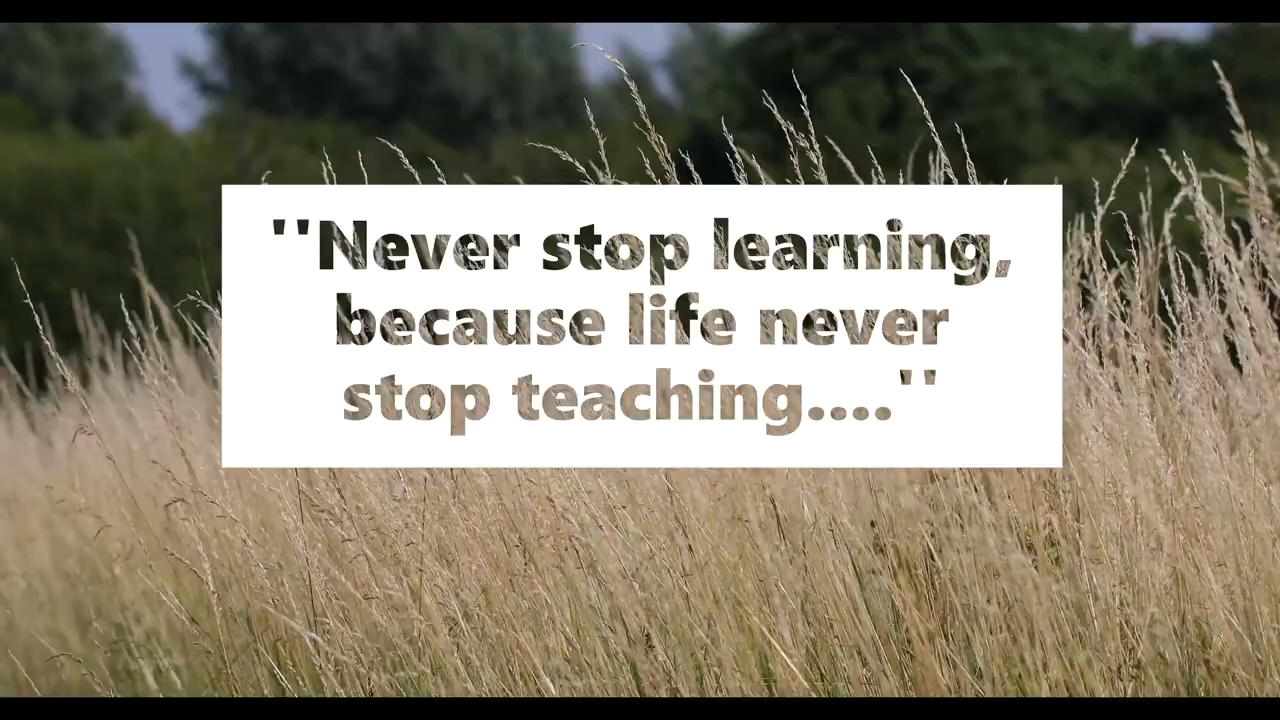 ''Never stop learning,
because life never
stop teaching....''